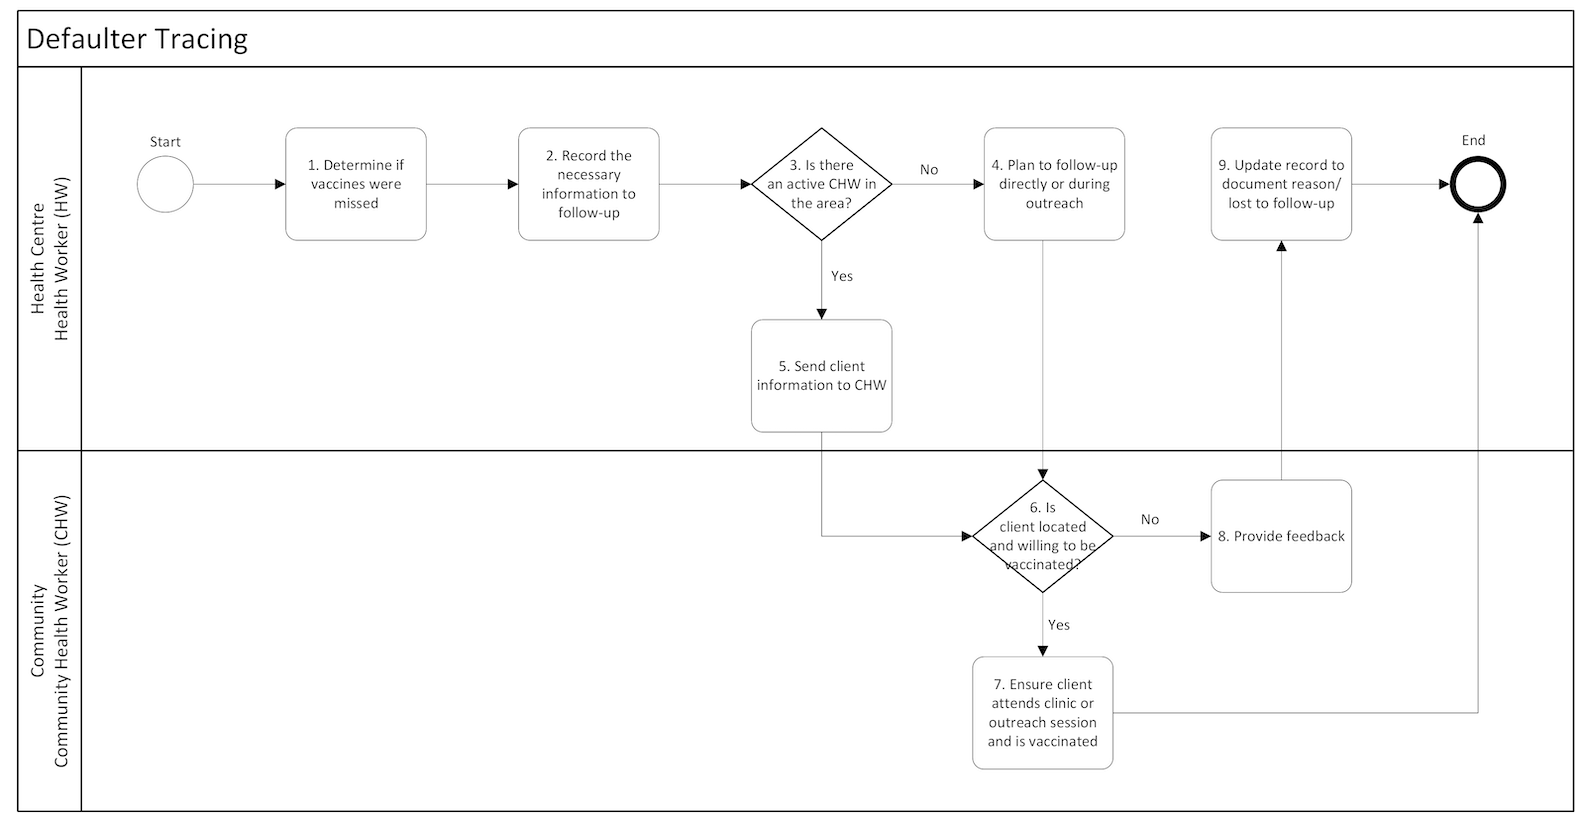 Defaulter Tracing
Health Centre
Health Worker (HW)
Start
1. Determine if
vaccines were
missed
2. Record the
necessary
information to
follow-up
3. Is there
an active CHW in
the area?
No
Yes
4. Plan to follow-up
directly or during
outreach
9. Update record to
document reason/
lost to follow-up
End
5. Send client
information to CHW
Community
Community Health Worker (CHW)
6. Is
client located
and willing to be
vaccinated?
No
Yes
8. Provide feedback
7. Ensure client
attends clinic or
outreach session
and is vaccinated